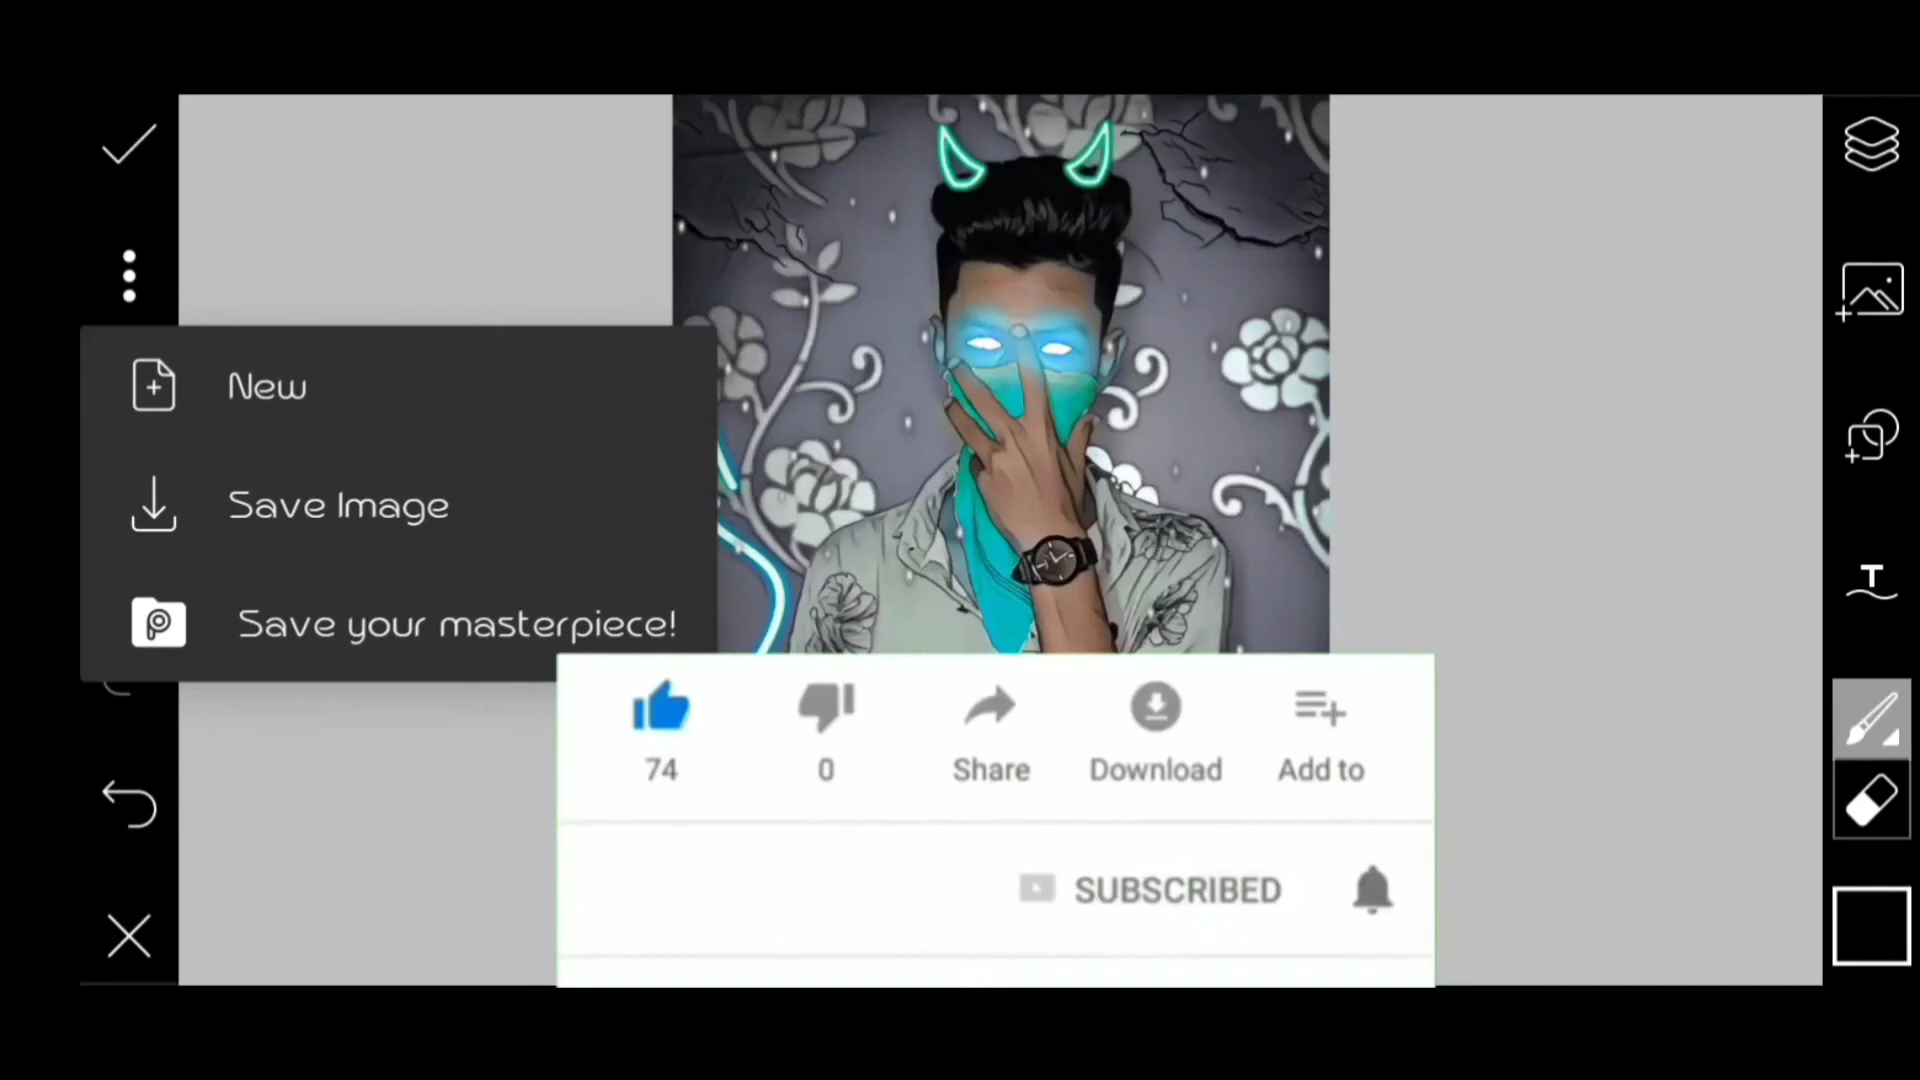 New
Save Image
Save your masterpiece!
T
74
0
Share
Download
Add to
SUBSCRIBED